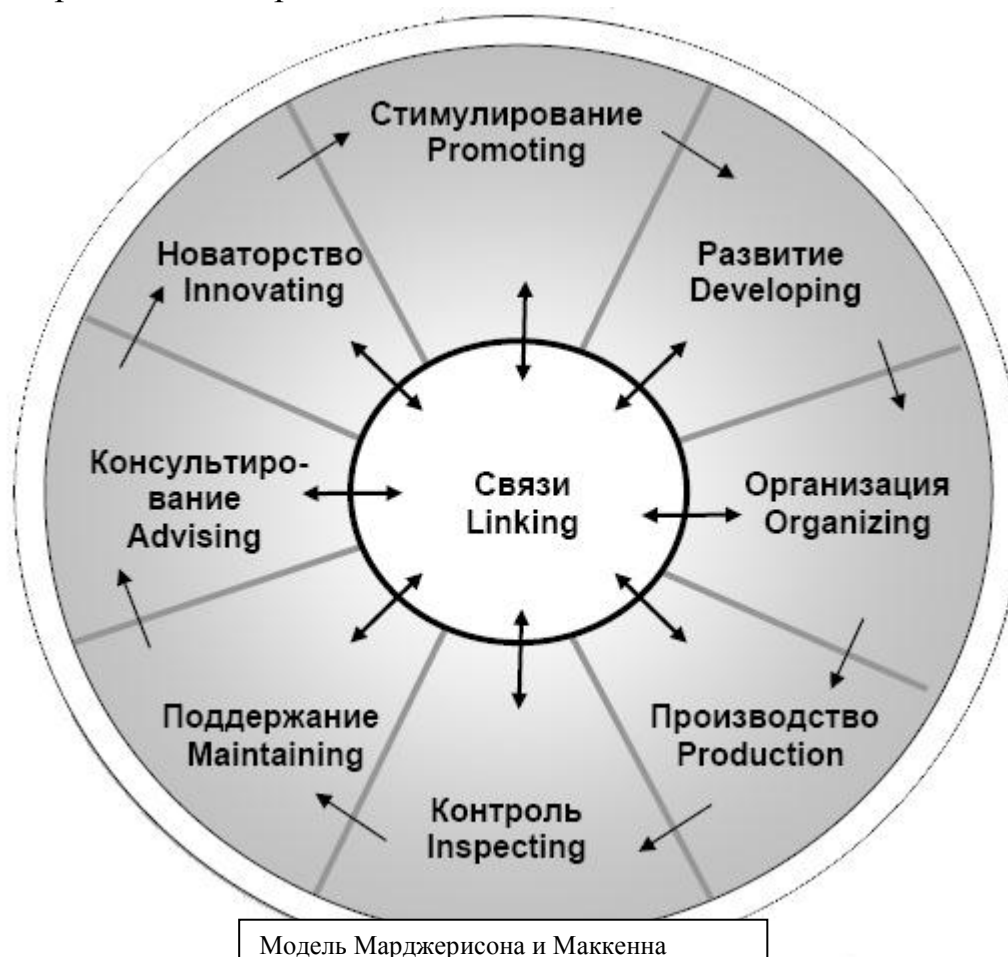 Стимулирование
Promoting
Развитие
Developing
Организация
Organizing
Производство
Production
Контроль
Inspecting
Поддержание
Maintaining
Консультиро-
вание
Advising
Новаторство
Innovating
Связи
Linking
Модель Марджерисона и Маккенна